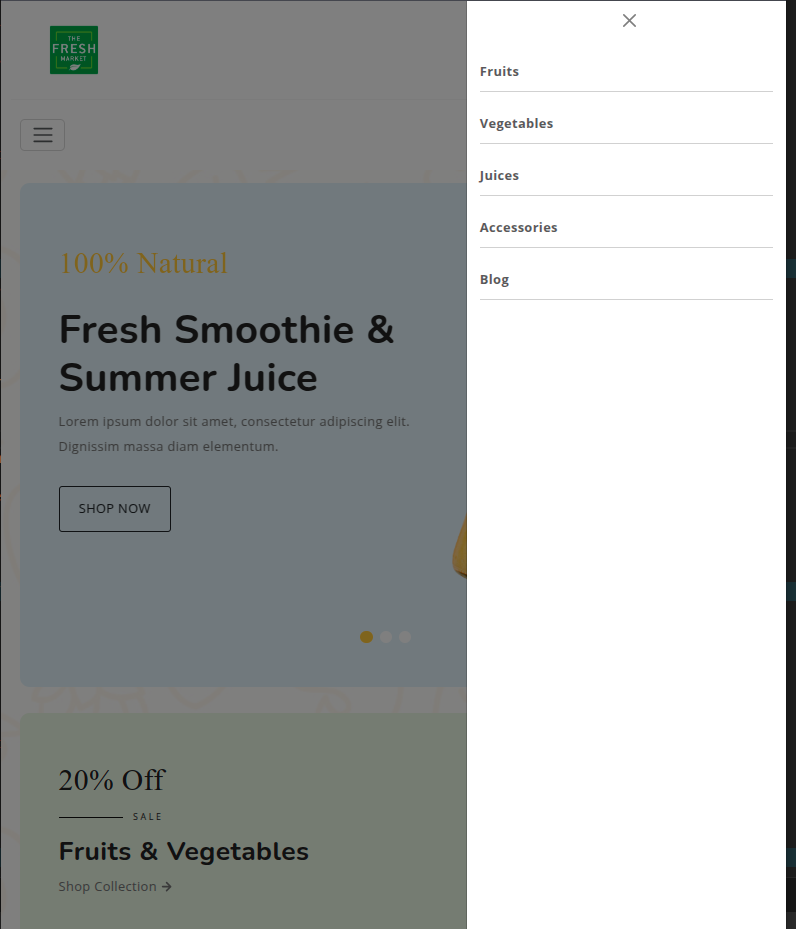 THE
FRESH
MARKET
Fruits
Vegetables
Juices
Accessories
Blog
100% Natural
Fresh Smoothie &
Summer Juice
Lorem ipsum dolor sit amet, consectetur adipiscing elit.
Dignissim massa diam elementum.
SHOP NOW
20% Off
SALE
Fruits & Vegetables
Shop Collection →